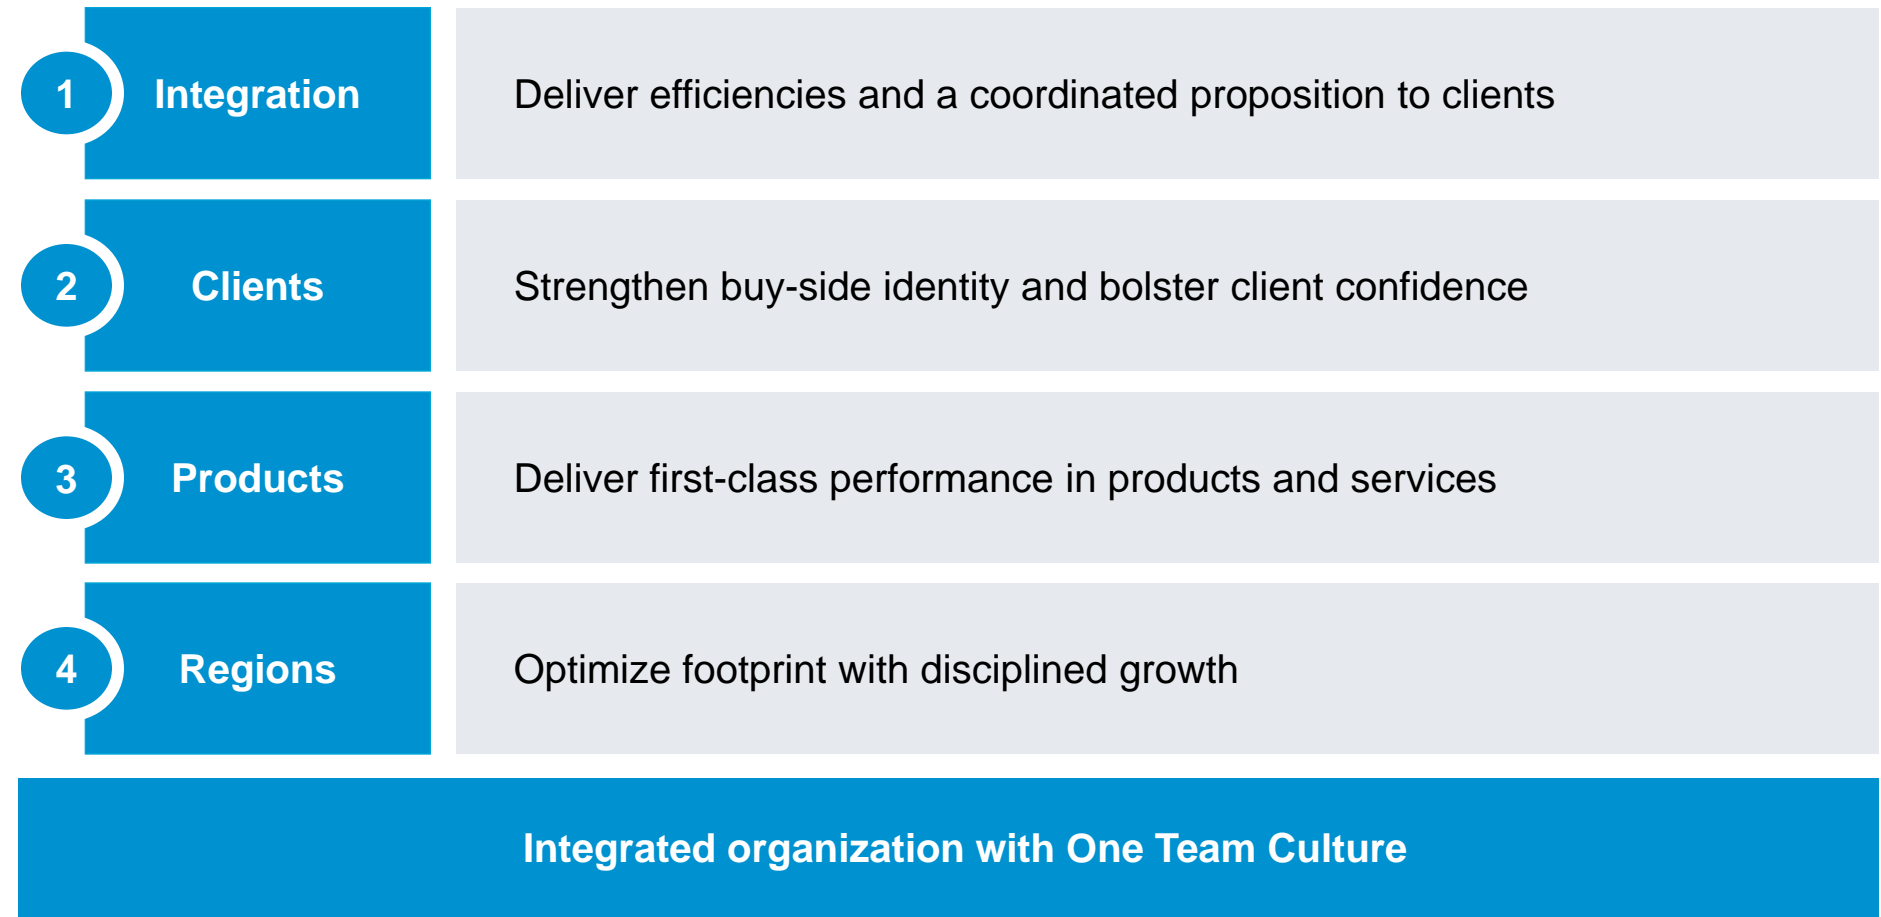 1
Integration
Deliver efficiencies and a coordinated proposition to clients
2
Clients
Strengthen buy-side identity and bolster client confidence
3
Products
Deliver first-class performance in products and services
4
Regions
Optimize footprint with disciplined growth
Integrated organization with One Team Culture